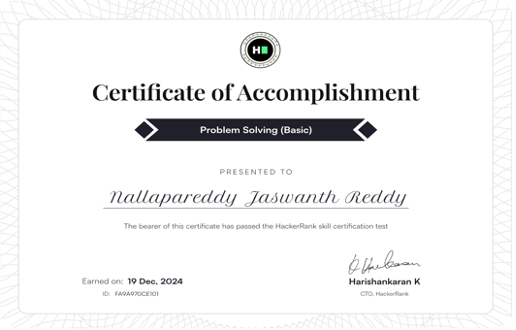 H
Certificate of Accomplishment
Problem Solving (Basic)
PRESENTED TO
Nallapareddy Jaswanth Reddy
The bearer of this certificate has passed the HackerRank skill certification test
Earned on: 19 Dec, 2024
ID: FA9A970CE101
Harishankaran K
CTO, HackerRank